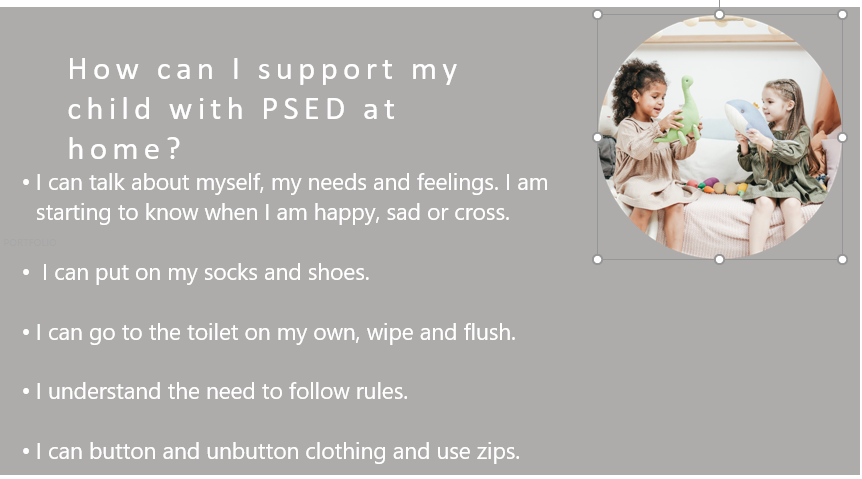 How can I support my
child with PSED at
home?
• I can talk about myself, my needs and feelings. I am
starting to know when I am happy, sad or cross.
• I can put on my socks and shoes.
• I can go to the toilet on my own, wipe and flush.
• I understand the need to follow rules.
• I can button and unbutton clothing and use zips.